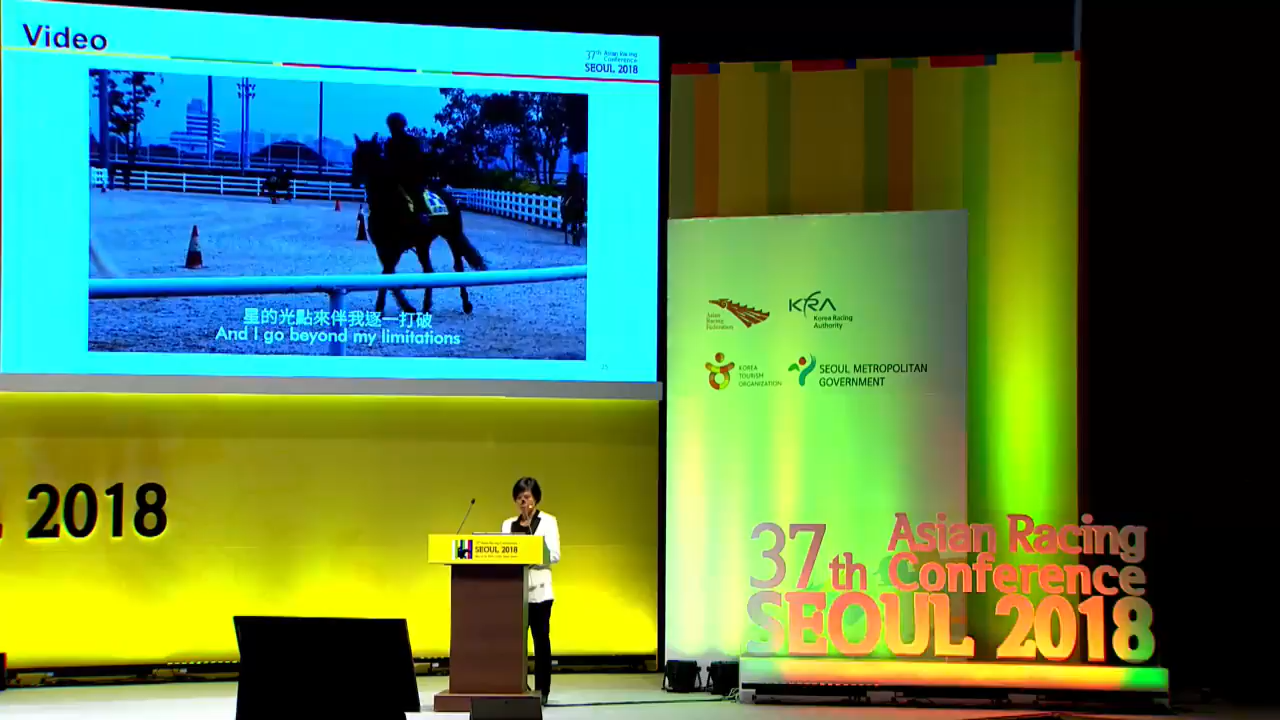 Video
37th Asian Racing
Conference
SEOUL 2018
星的光點來伴我逐一打破
And I go beyond my limitations
25
2018
SEOUL 2018
Asian
Racing
Federation
KRA
Korea Racing
Authority
KOREA
TOURISM
ORGANIZATION
SEOUL METROPOLITAN
GOVERNMENT
37th Asian Racing
Conference
SEOUL 2018